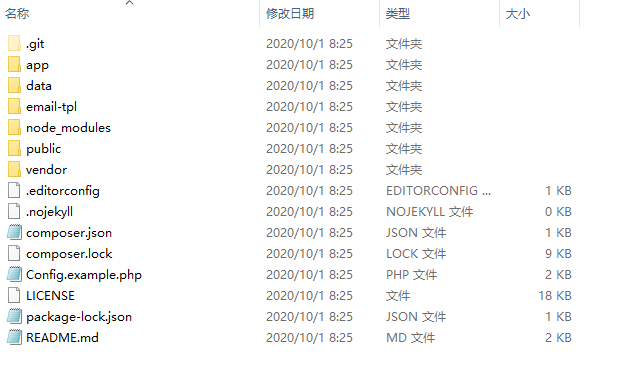 名称 修改日期 类型 大小
.git 2020/10/1 8:25 文件夹
app 2020/10/1 8:25 文件夹
data 2020/10/1 8:25 文件夹
email-tpl 2020/10/1 8:25 文件夹
node_modules 2020/10/1 8:25 文件夹
public 2020/10/1 8:25 文件夹
vendor 2020/10/1 8:25 文件夹
.editorconfig 2020/10/1 8:25 EDITORCONFIG ... 1 KB
.nojekyll 2020/10/1 8:25 NOJEKYLL 文件 0 KB
composer.json 2020/10/1 8:25 JSON 文件 1 KB
composer.lock 2020/10/1 8:25 LOCK 文件 9 KB
Config.example.php 2020/10/1 8:25 PHP 文件 2 KB
LICENSE 2020/10/1 8:25 文件 18 KB
package-lock.json 2020/10/1 8:25 JSON 文件 1 KB
README.md 2020/10/1 8:25 MD 文件 2 KB